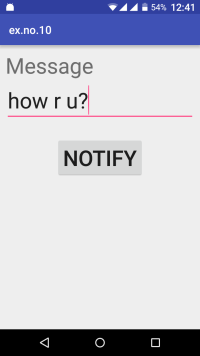 54% 12:41
ex.no.10
Message
how r u?
NOTIFY